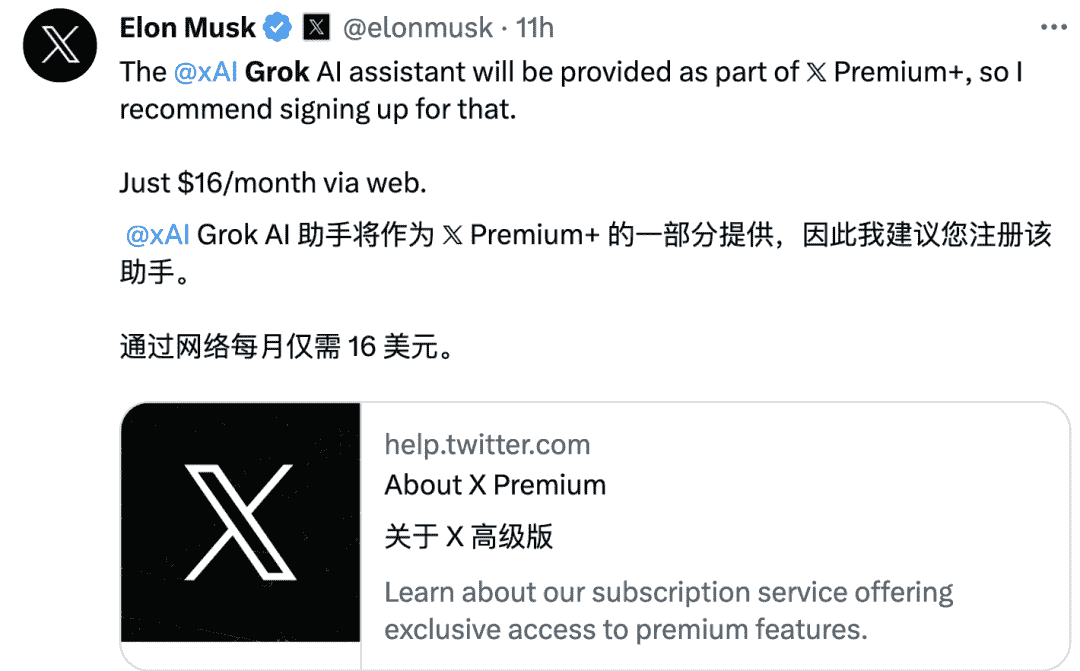 Elon Musk @elonmusk · 11h
The @xAI Grok AI assistant will be provided as part of 𝕏 Premium+, so I
recommend signing up for that.
Just $16/month via web.
@xAI Grok AI 助手将作为 𝕏 Premium+ 的一部分提供，因此我建议您注册该
助手。
通过网络每月仅需 16 美元。
help.twitter.com
About X Premium
关于 X 高级版
Learn about our subscription service offering
exclusive access to premium features.